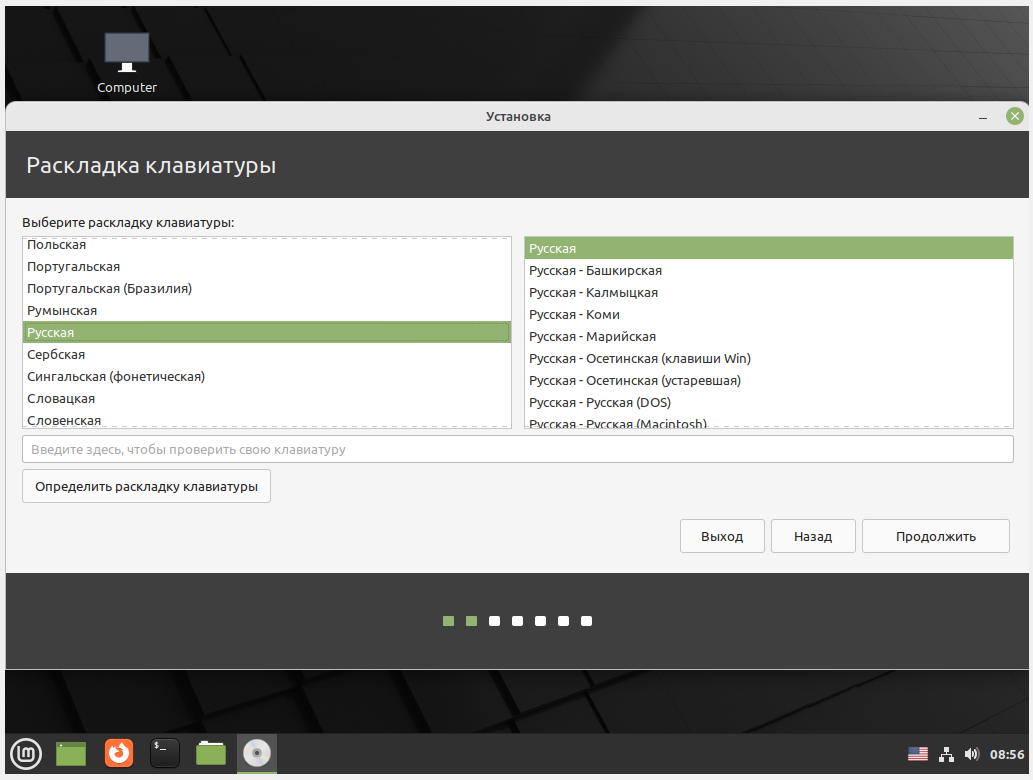 Computer
Установка
Раскладка клавиатуры
Выберите раскладку клавиатуры:
Польская
Португальская
Португальская (Бразилия)
Румынская
Русская
Сербская
Сингальская (фонетическая)
Словацкая
Словенская
Русская
Русская - Башкирская
Русская - Калмыцкая
Русская - Коми
Русская - Марийская
Русская - Осетинская (клавиши Win)
Русская - Осетинская (устаревшая)
Русская - Русская (DOS)
Русская - Русская (Macintosh)
Введите здесь, чтобы проверить свою клавиатуру
Определить раскладку клавиатуры
Выход Назад Продолжить
$_
08:56